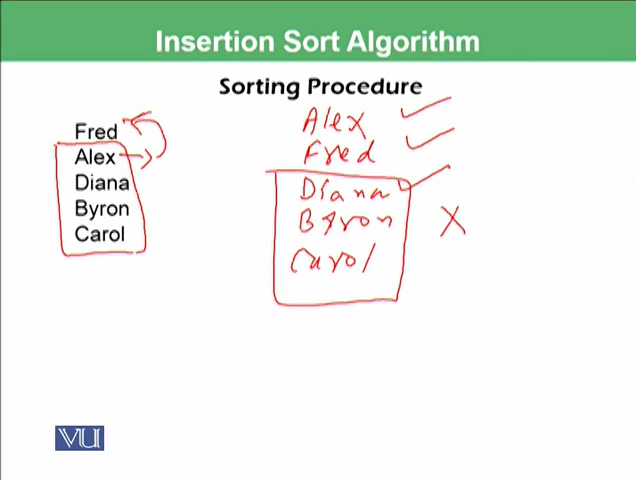 Insertion Sort Algorithm
Sorting Procedure
Fred
Alex
Diana
Byron
Carol
Alex
Fred
Diana
Byron
Carol
VU